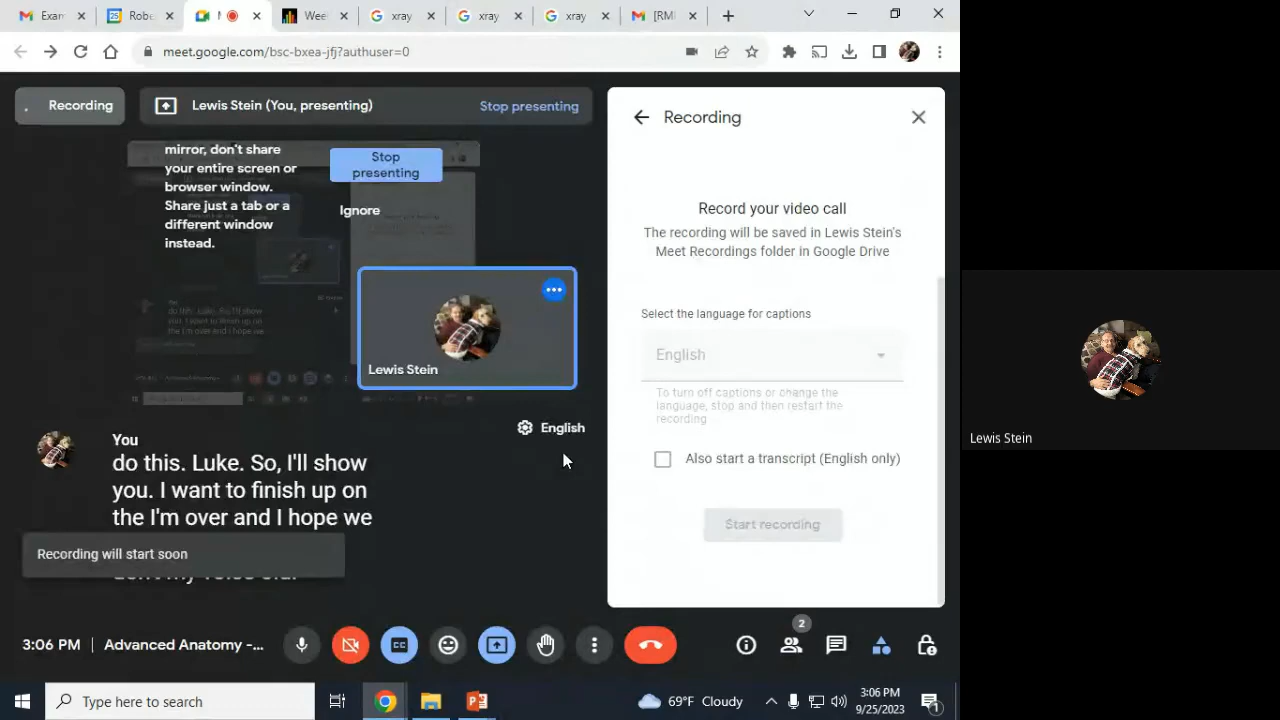 Exam
Robe
Wee
xray
xray
xray
[RMI
meet.google.com/bsc-bxea-jfj?authuser=0
Recording
Lewis Stein (You, presenting)
Stop presenting
mirror, don't share
your entire screen or
browser window.
Share just a tab or a
different window
instead.
Stop
presenting
Ignore
Lewis Stein
English
You
do this. Luke. So, I'll show
you. I want to finish up on
the I'm over and I hope we
Recording will start soon
Recording
Record your video call
The recording will be saved in Lewis Stein's
Meet Recordings folder in Google Drive
Select the language for captions
English
To turn off captions or change the
language, stop and then restart the
recording
Also start a transcript (English only)
Start recording
Lewis Stein
3:06 PM | Advanced Anatomy -...
CC
2
Type here to search
69°F Cloudy
3:06 PM
9/25/2023
1